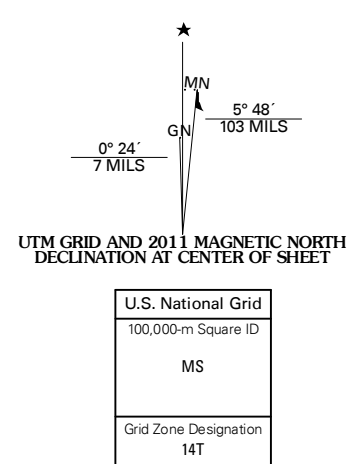 MN
GN
5° 48´
103 MILS
0° 24´
7 MILS
UTM GRID AND 2011 MAGNETIC NORTH
DECLINATION AT CENTER OF SHEET
U.S. National Grid
100,000-m Square ID
MS
Grid Zone Designation
14T